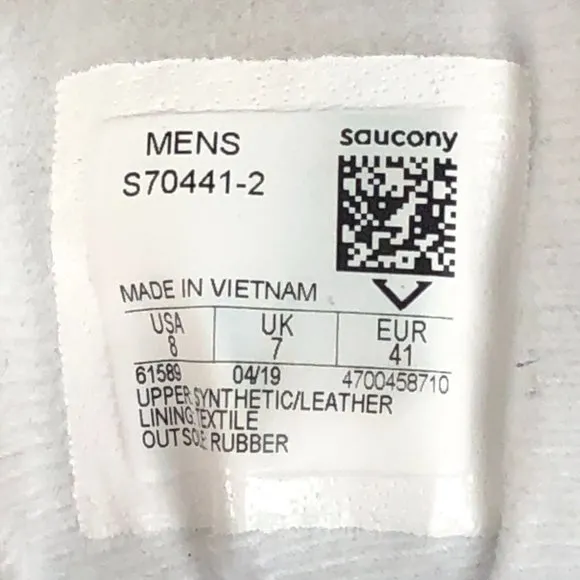 MENS
S70441-2
saucony
MADE IN VIETNAM
USA UK EUR
8 7 41
61589 04/19 4700458710
UPPER SYNTHETIC/LEATHER
LINING TEXTILE
OUTSOLE RUBBER